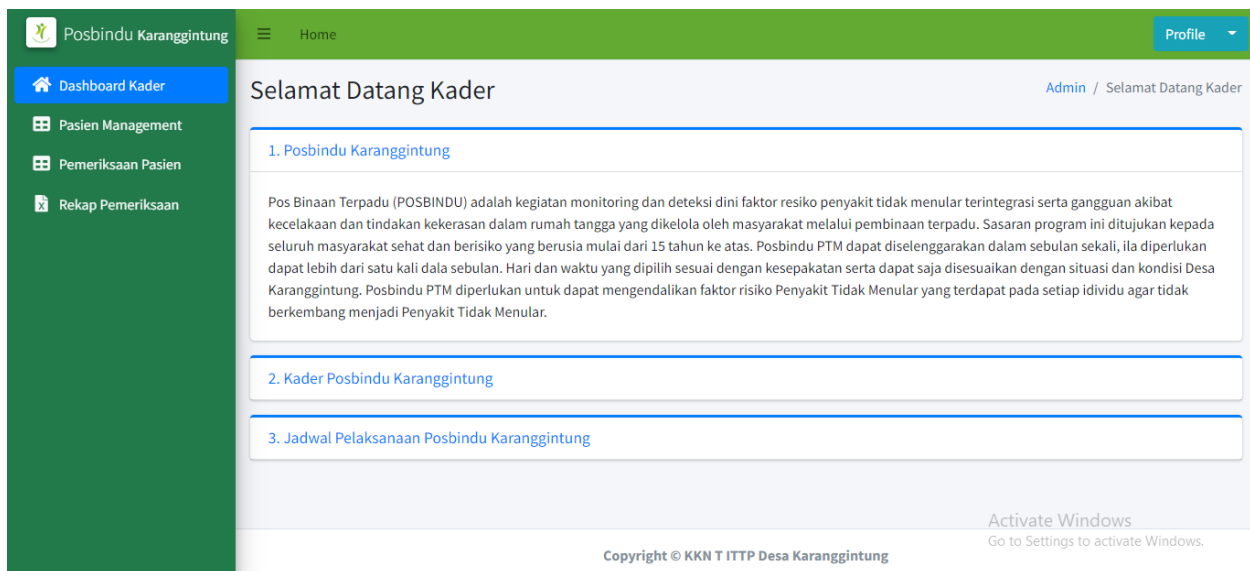 Posbindu Karanggintung
Home
Profile
Dashboard Kader
Pasien Management
Pemeriksaan Pasien
Rekap Pemeriksaan
Selamat Datang Kader
Admin / Selamat Datang Kader
1. Posbindu Karanggintung
Pos Binaan Terpadu (POSBINDU) adalah kegiatan monitoring dan deteksi dini faktor resiko penyakit tidak menular terintegrasi serta gangguan akibat
kecelakaan dan tindakan kekerasan dalam rumah tangga yang dikelola oleh masyarakat melalui pembinaan terpadu. Sasaran program ini ditujukan kepada
seluruh masyarakat sehat dan berisiko yang berusia mulai dari 15 tahun ke atas. Posbindu PTM dapat diselenggarakan dalam sebulan sekali, ila diperlukan
dapat lebih dari satu kali dala sebulan. Hari dan waktu yang dipilih sesuai dengan kesepakatan serta dapat saja disesuaikan dengan situasi dan kondisi Desa
Karanggintung. Posbindu PTM diperlukan untuk dapat mengendalikan faktor risiko Penyakit Tidak Menular yang terdapat pada setiap idividu agar tidak
berkembang menjadi Penyakit Tidak Menular.
2. Kader Posbindu Karanggintung
3. Jadwal Pelaksanaan Posbindu Karanggintung
Activate Windows
Go to Settings to activate Windows.
Copyright © KKN T ITTP Desa Karanggintung